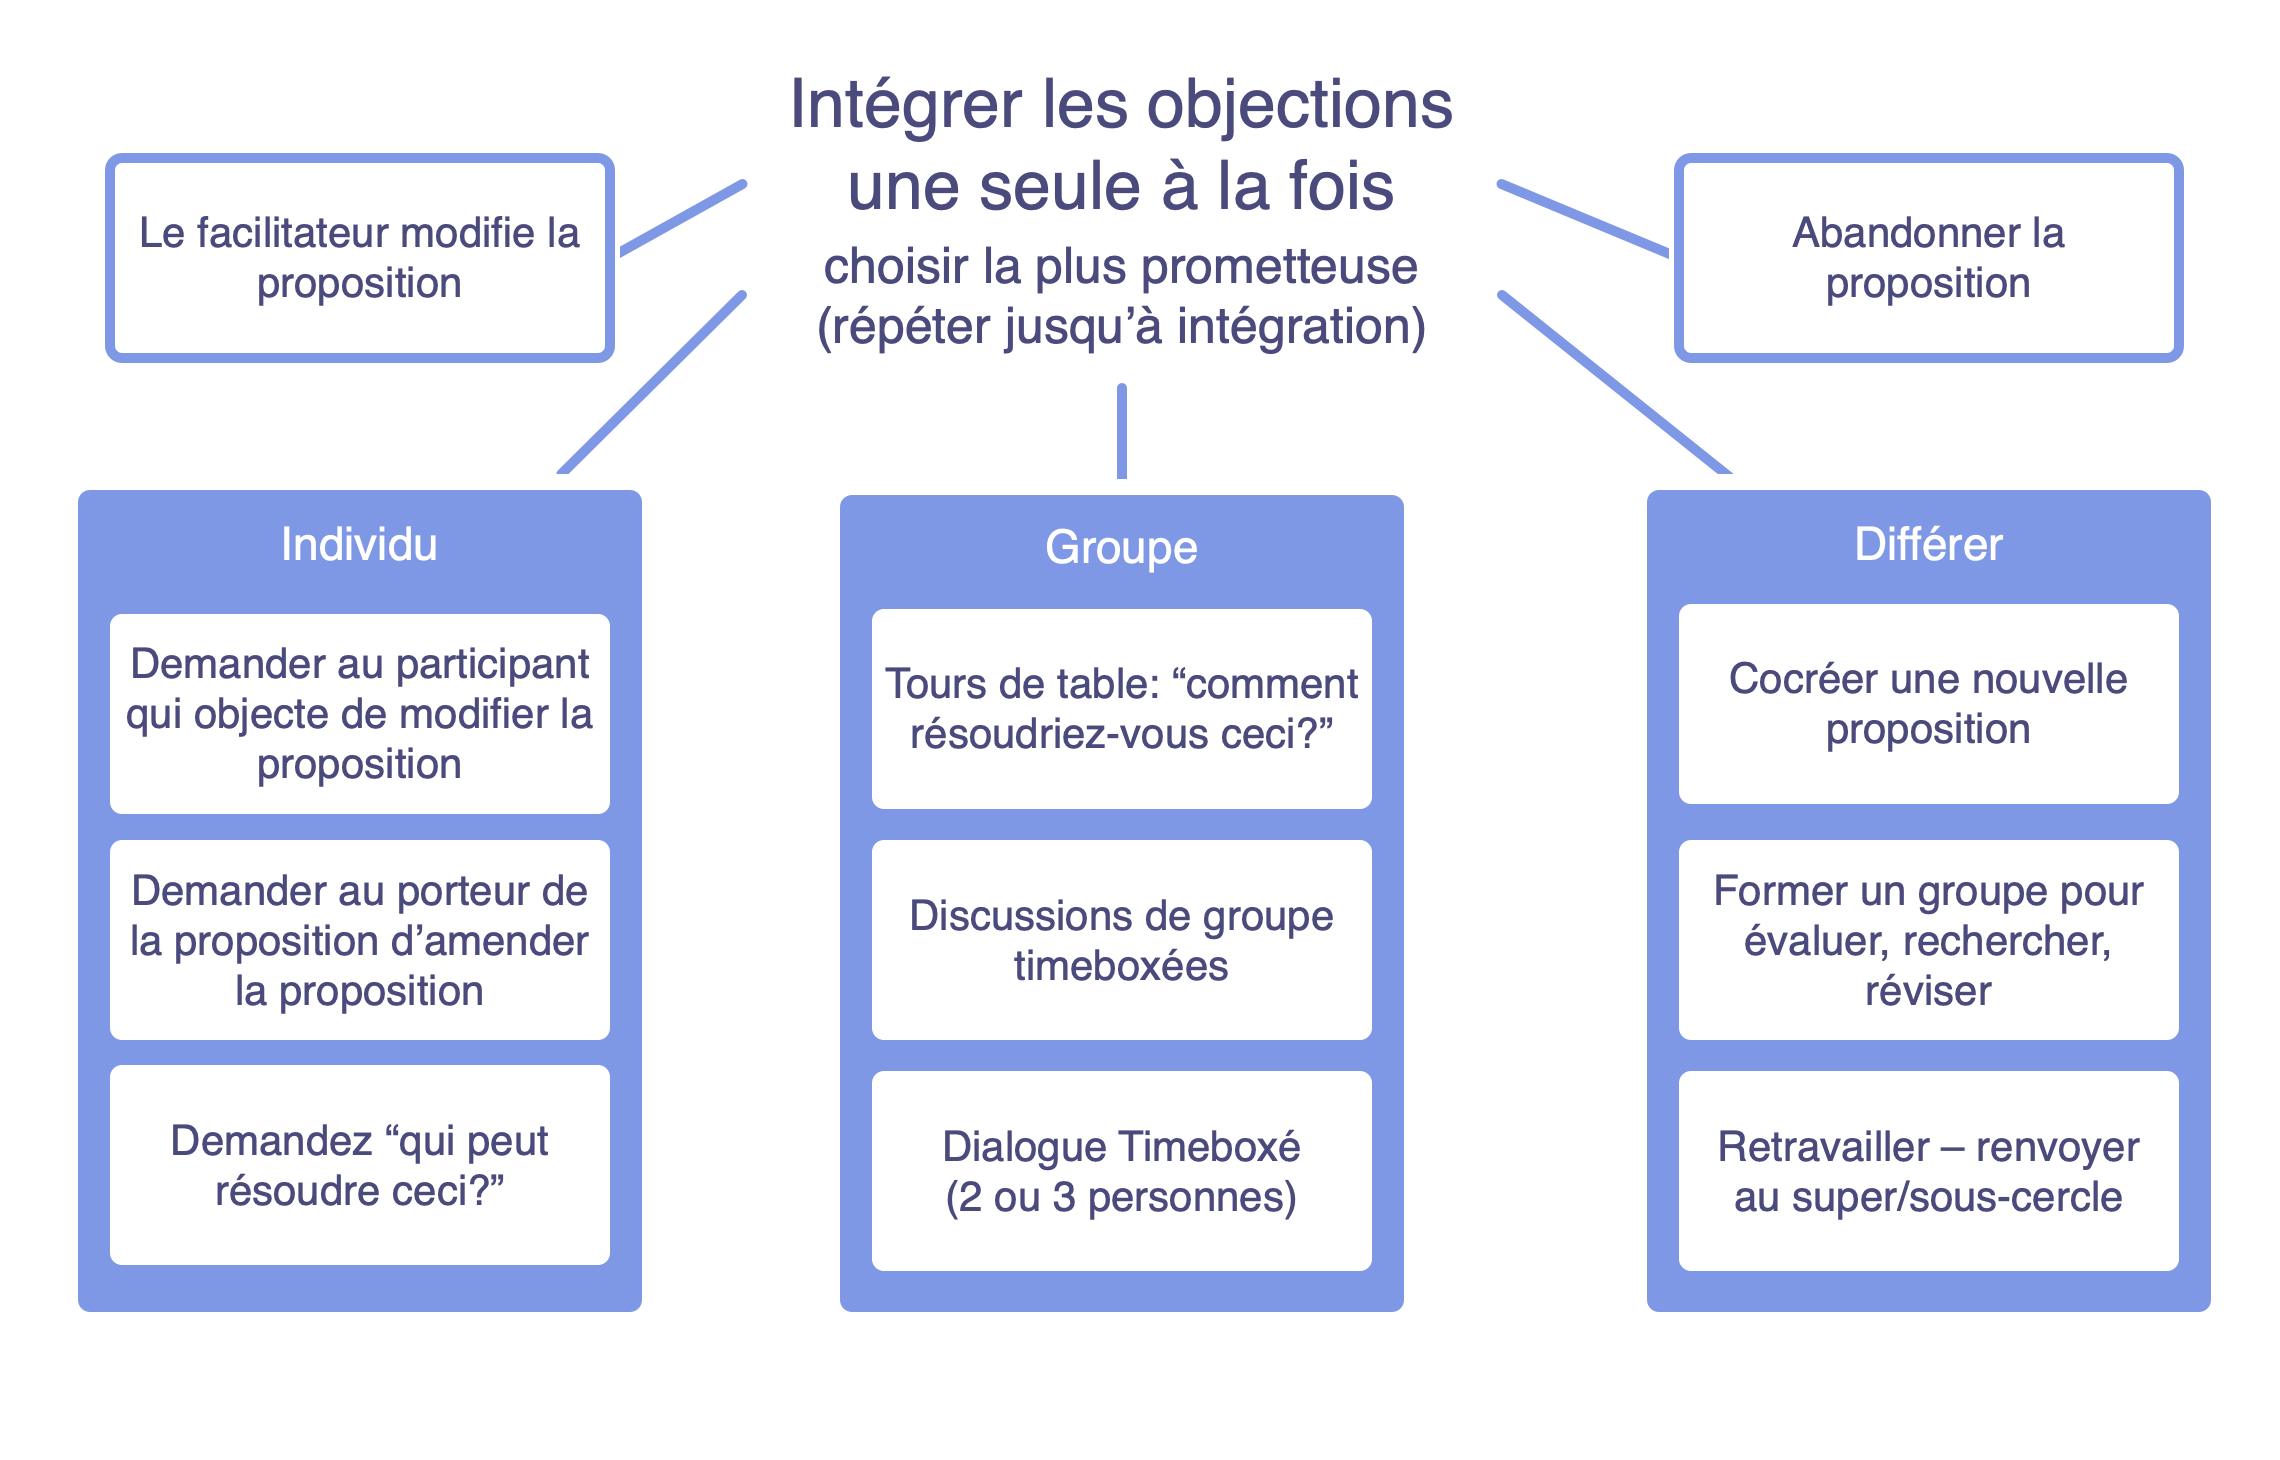 Intégrer les objections
une seule à la fois
choisir la plus prometteuse
(répéter jusqu’à intégration)
Le facilitateur modifie la
proposition
Abandonner la
proposition
Individu
Demander au participant
qui objecte de modifier la
proposition
Demander au porteur de
la proposition d’amender
la proposition
Demandez “qui peut
résoudre ceci?”
Groupe
Tours de table: “comment
résoudriez-vous ceci?”
Discussions de groupe
timeboxées
Dialogue Timeboxé
(2 ou 3 personnes)
Différer
Cocréer une nouvelle
proposition
Former un groupe pour
évaluer, rechercher,
réviser
Retravailler – renvoyer
au super/sous-cercle